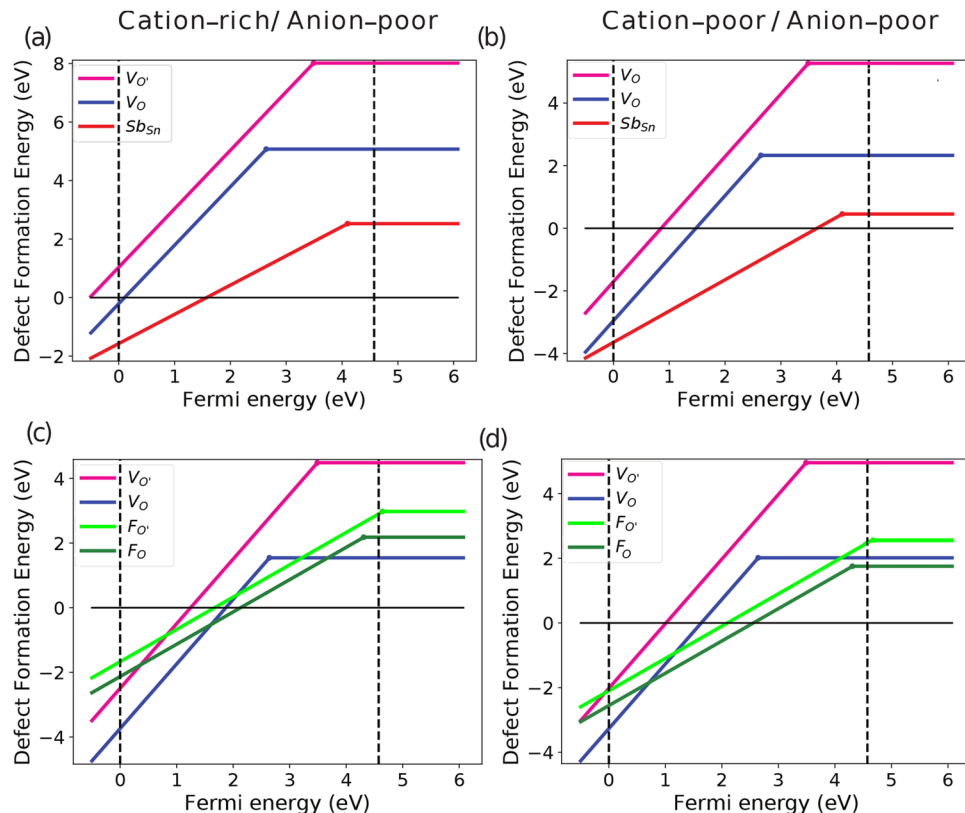 Cation-rich/ Anion-poor
Cation-poor / Anion-poor
(a)
(b)
Defect Formation Energy (eV)
8
6
4
2
0
−2
V_O'
V_O
Sb_Sn
0 1 2 3 4 5 6
Fermi energy (eV)
Defect Formation Energy (eV)
4
2
0
−2
−4
V_O'
V_O
Sb_Sn
0 1 2 3 4 5 6
Fermi energy (eV)
(c)
(d)
Defect Formation Energy (eV)
4
2
0
−2
−4
V_O'
V_O
F_O'
F_O
0 1 2 3 4 5 6
Fermi energy (eV)
Defect Formation Energy (eV)
4
2
0
−2
−4
V_O'
V_O
F_O'
F_O
0 1 2 3 4 5 6
Fermi energy (eV)